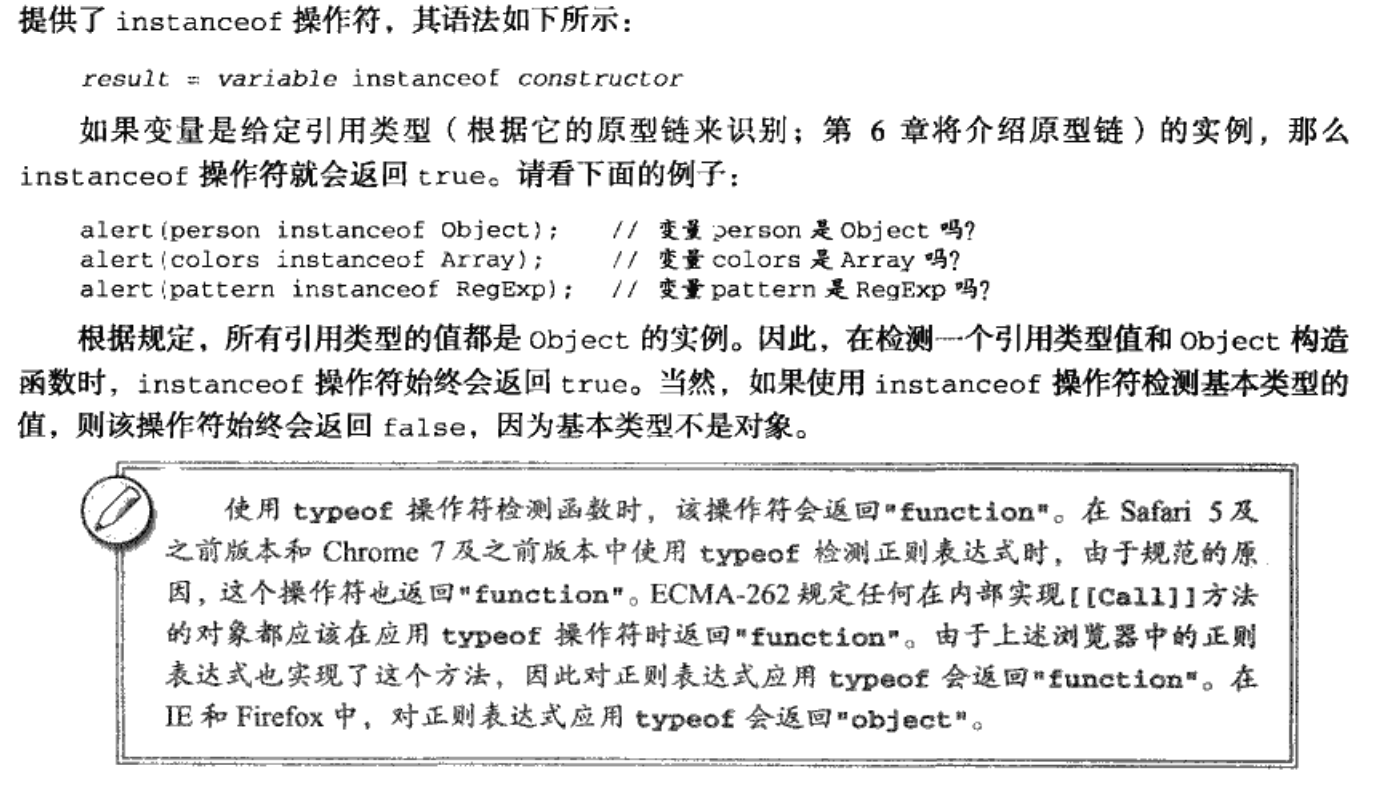 提供了 instanceof 操作符，其语法如下所示：
result = variable instanceof constructor
如果变量是给定引用类型（根据它的原型链来识别；第 6 章将介绍原型链）的实例，那么
instanceof 操作符就会返回 true。请看下面的例子：
alert(person instanceof Object); // 变量 person 是 Object 吗？
alert(colors instanceof Array); // 变量 colors 是 Array 吗？
alert(pattern instanceof RegExp); // 变量 pattern 是 RegExp 吗？
根据规定，所有引用类型的值都是 Object 的实例。因此，在检测一个引用类型值和 Object 构造
函数时，instanceof 操作符始终会返回 true。当然，如果使用 instanceof 操作符检测基本类型的
值，则该操作符始终会返回 false，因为基本类型不是对象。
使用 typeof 操作符检测函数时，该操作符会返回"function"。在 Safari 5 及
之前版本和 Chrome 7 及之前版本中使用 typeof 检测正则表达式时，由于规范的原
因，这个操作符也返回"function"。ECMA-262 规定任何在内部实现[[Call]]方法
的对象都应该在应用 typeof 操作符时返回"function"。由于上述浏览器中的正则
表达式也实现了这个方法，因此对正则表达式应用 typeof 会返回"function"。在
IE 和 Firefox 中，对正则表达式应用 typeof 会返回"object"。